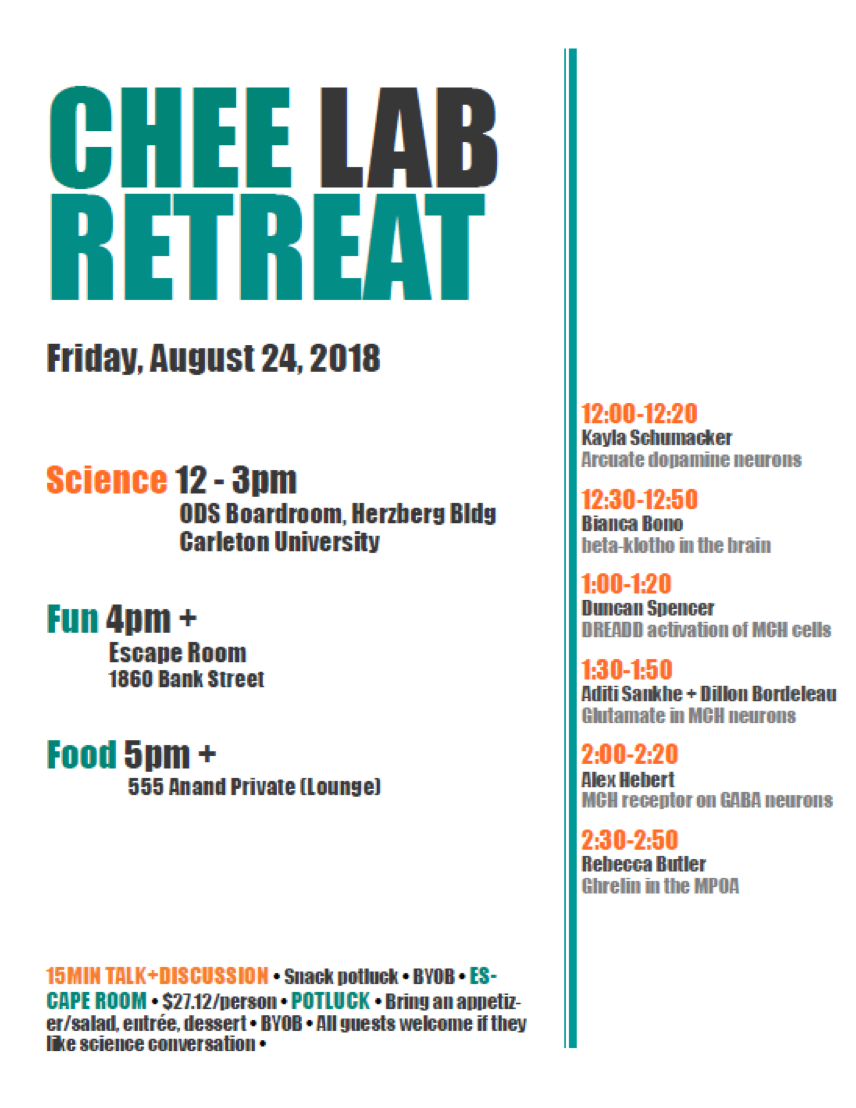 CHEE LAB
RETREAT
Friday, August 24, 2018
Science 12 - 3pm
ODS Boardroom, Herzberg Bldg
Carleton University
Fun 4pm +
Escape Room
1860 Bank Street
Food 5pm +
555 Anand Private (Lounge)
15MIN TALK+DISCUSSION • Snack potluck • BYOB • ES-
CAPE ROOM • $27.12/person • POTLUCK • Bring an appetiz-
er/salad, entrée, dessert • BYOB • All guests welcome if they
like science conversation •
12:00-12:20
Kayla Schumacker
Arcuate dopamine neurons
12:30-12:50
Bianca Bono
beta-klotho in the brain
1:00-1:20
Duncan Spencer
DREADD activation of MCH cells
1:30-1:50
Aditi Sankhe + Dillon Bordeleau
Glutamate in MCH neurons
2:00-2:20
Alex Hebert
MCH receptor on GABA neurons
2:30-2:50
Rebecca Butler
Ghrelin in the MPOA